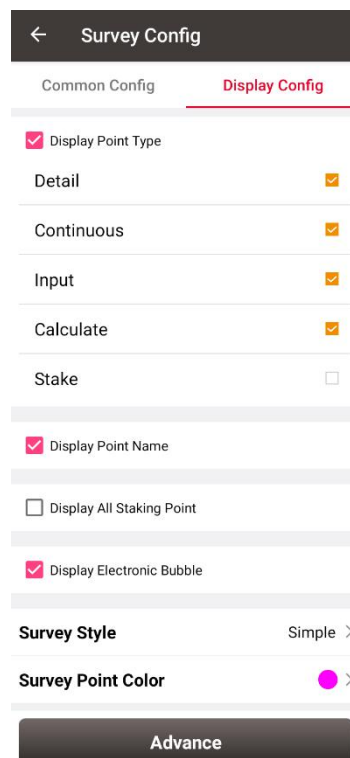 Survey Config
Common Config Display Config
Display Point Type
Detail
Continuous
Input
Calculate
Stake
Display Point Name
Display All Staking Point
Display Electronic Bubble
Survey Style Simple
Survey Point Color
Advance